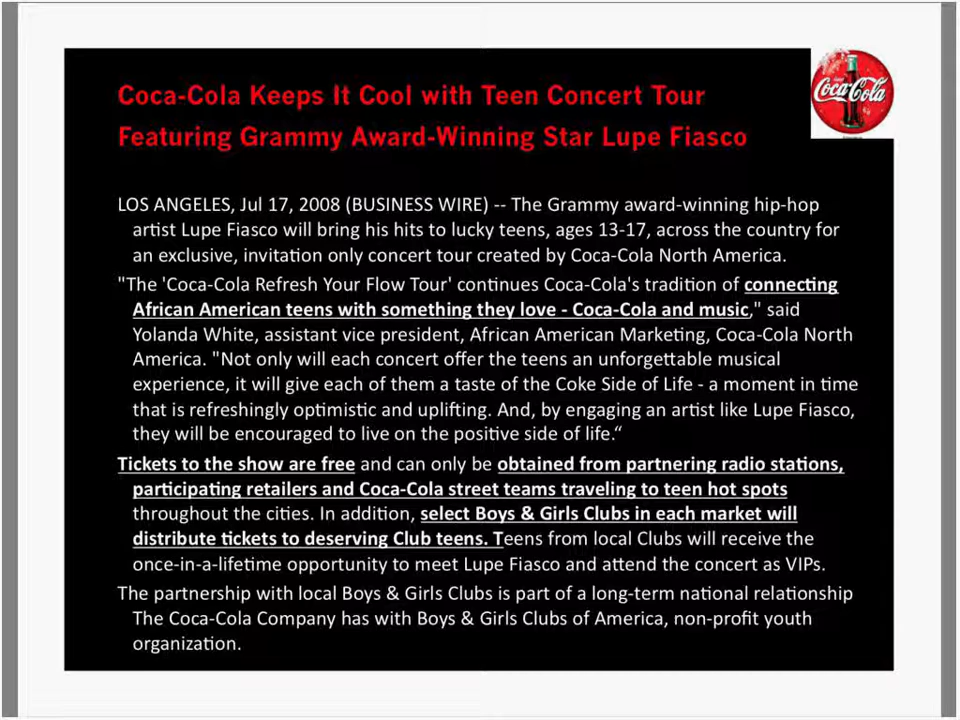 Coca-Cola Keeps It Cool with Teen Concert Tour
Featuring Grammy Award-Winning Star Lupe Fiasco
Coca-Cola
LOS ANGELES, Jul 17, 2008 (BUSINESS WIRE) -- The Grammy award-winning hip-hop
artist Lupe Fiasco will bring his hits to lucky teens, ages 13-17, across the country for
an exclusive, invitation only concert tour created by Coca-Cola North America.
"The 'Coca-Cola Refresh Your Flow Tour' continues Coca-Cola's tradition of connecting
African American teens with something they love - Coca-Cola and music," said
Yolanda White, assistant vice president, African American Marketing, Coca-Cola North
America. "Not only will each concert offer the teens an unforgettable musical
experience, it will give each of them a taste of the Coke Side of Life - a moment in time
that is refreshingly optimistic and uplifting. And, by engaging an artist like Lupe Fiasco,
they will be encouraged to live on the positive side of life.“
Tickets to the show are free and can only be obtained from partnering radio stations,
participating retailers and Coca-Cola street teams traveling to teen hot spots
throughout the cities. In addition, select Boys & Girls Clubs in each market will
distribute tickets to deserving Club teens. Teens from local Clubs will receive the
once-in-a-lifetime opportunity to meet Lupe Fiasco and attend the concert as VIPs.
The partnership with local Boys & Girls Clubs is part of a long-term national relationship
The Coca-Cola Company has with Boys & Girls Clubs of America, non-profit youth
organization.